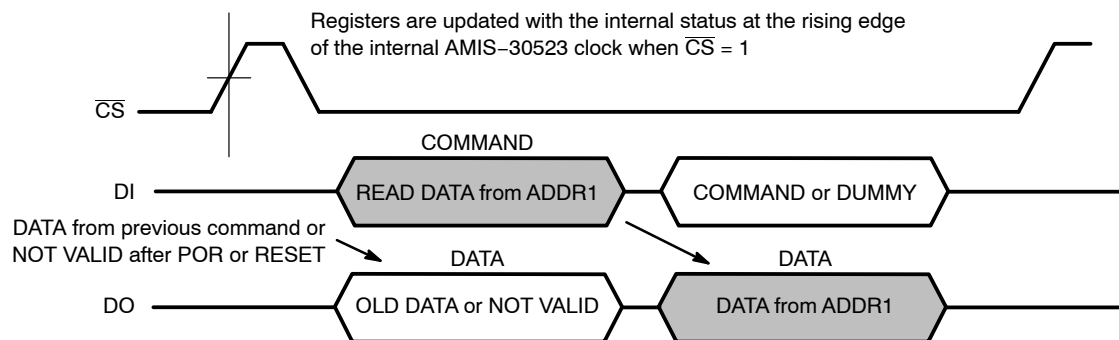 Registers are updated with the internal status at the rising edge
of the internal AMIS−30523 clock when C̅S̅ = 1
C̅S̅
COMMAND
DI
READ DATA from ADDR1
COMMAND or DUMMY
DATA from previous command or
NOT VALID after POR or RESET
DATA
DATA
DO
OLD DATA or NOT VALID
DATA from ADDR1